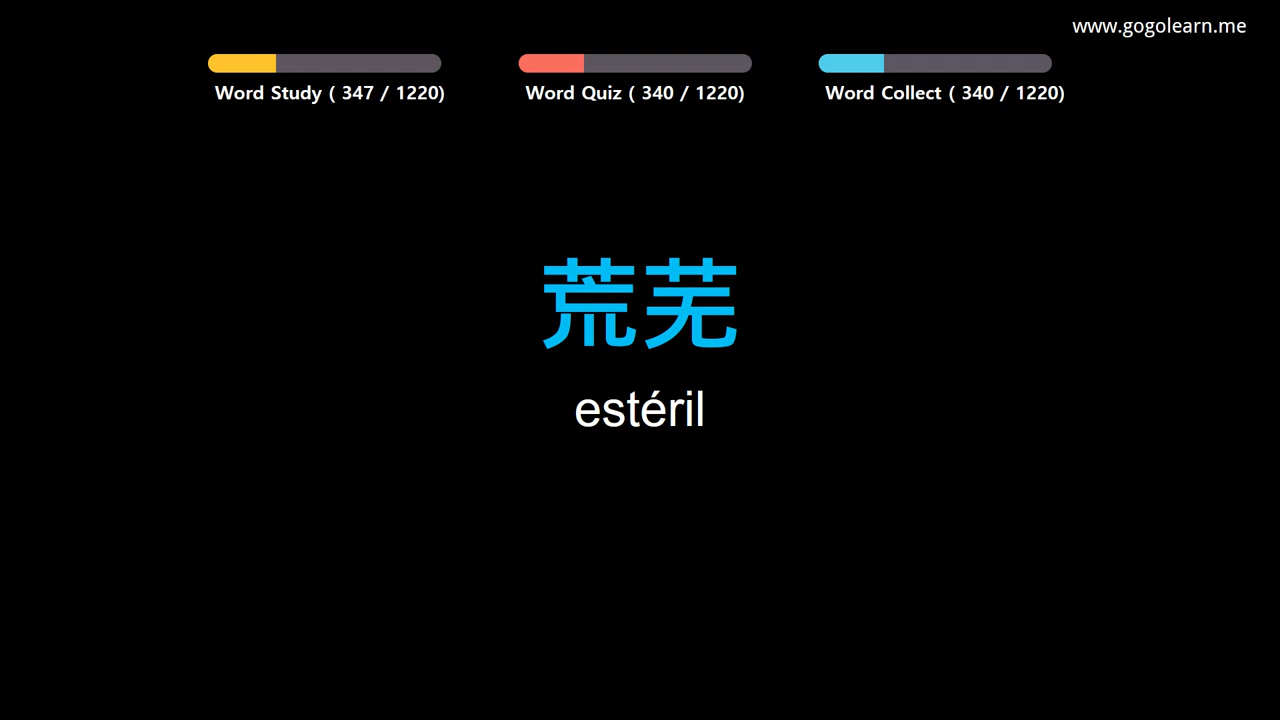 www.gogolearn.me
Word Study ( 347 / 1220)
Word Quiz ( 340 / 1220)
Word Collect ( 340 / 1220)
荒芜
estéril